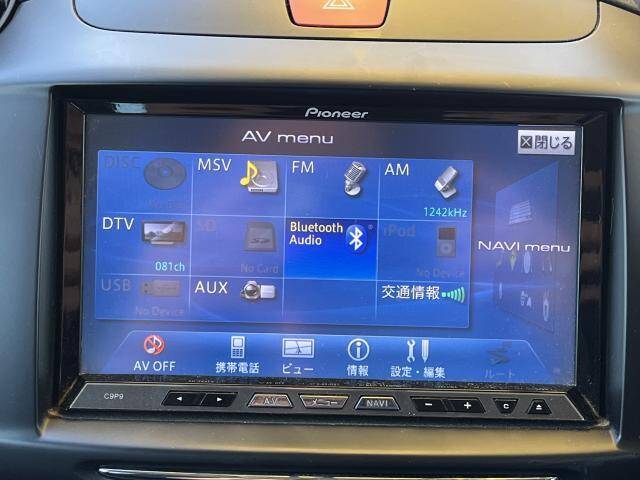 Pioneer
AV menu
閉じる
DISC
MSV
FM
AM
1242kHz
DTV
081ch
SD
No Card
Bluetooth
Audio
iPod
No Device
NAVI menu
USB
No Device
AUX
交通情報
AV OFF
携帯電話
ビュー
情報
設定・編集
ルート
C9P9
AV
メニュー
NAVI
C